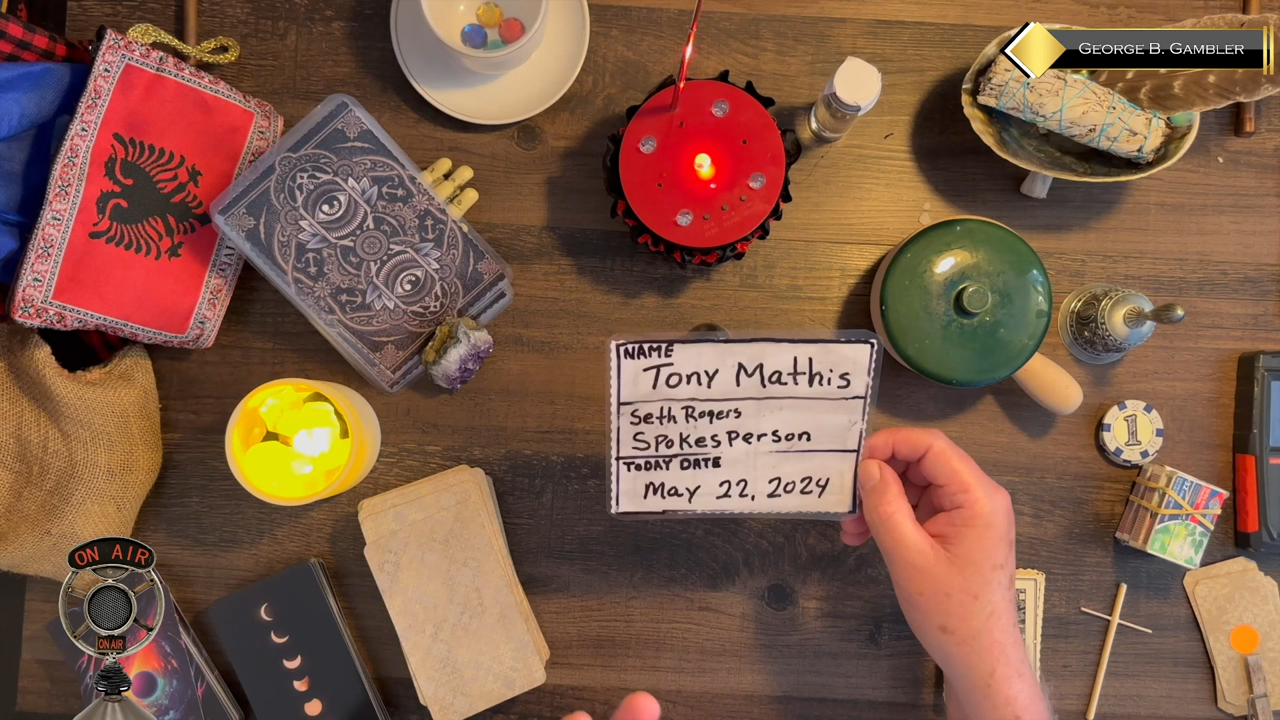 GEORGE B. GAMBLER
NAME
Tony Mathis
Seth Rogers
SpokesPerson
TODAY DATE
May 22, 2024
1
ON AIR
ON AIR